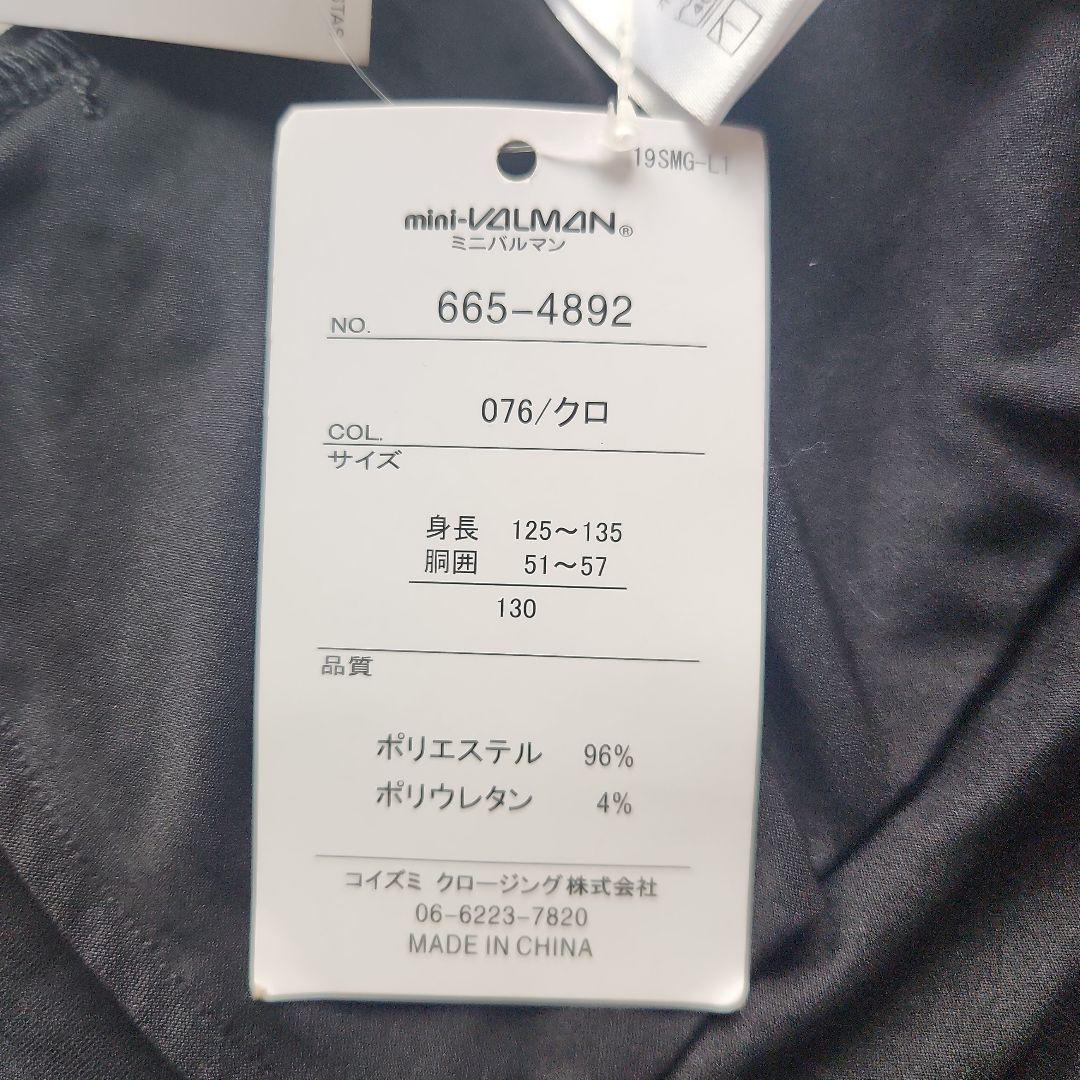 19SMG-L1
mini-VALMAN®
ミニバルマン
NO. 665-4892
COL. 076/クロ
サイズ
身長 125～135
胴囲 51～57
130
品質
ポリエステル 96%
ポリウレタン 4%
コイズミ クロージング株式会社
06-6223-7820
MADE IN CHINA